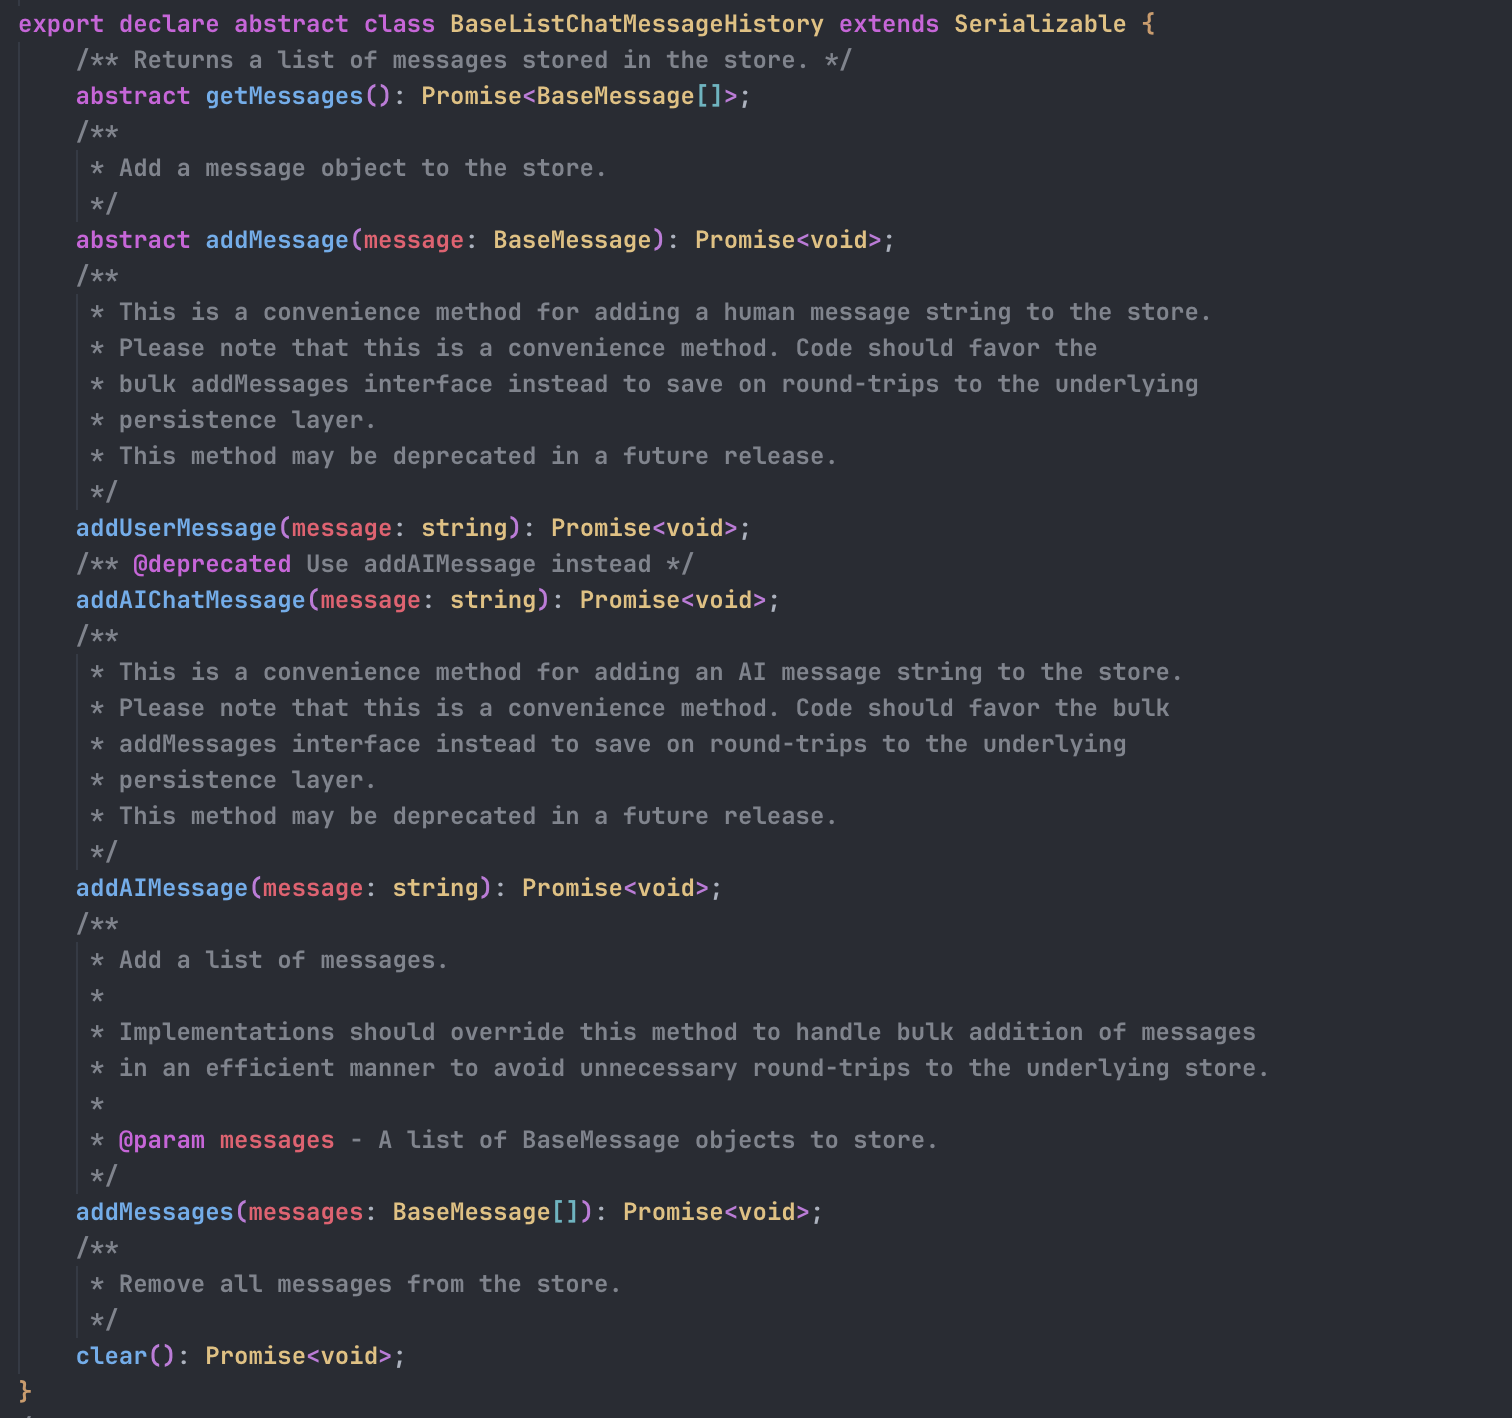 export declare abstract class BaseListChatMessageHistory extends Serializable {
    /** Returns a list of messages stored in the store. */
    abstract getMessages(): Promise<BaseMessage[]>;
    /**
     * Add a message object to the store.
     */
    abstract addMessage(message: BaseMessage): Promise<void>;
    /**
     * This is a convenience method for adding a human message string to the store.
     * Please note that this is a convenience method. Code should favor the
     * bulk addMessages interface instead to save on round-trips to the underlying
     * persistence layer.
     * This method may be deprecated in a future release.
     */
    addUserMessage(message: string): Promise<void>;
    /** @deprecated Use addAIMessage instead */
    addAIChatMessage(message: string): Promise<void>;
    /**
     * This is a convenience method for adding an AI message string to the store.
     * Please note that this is a convenience method. Code should favor the bulk
     * addMessages interface instead to save on round-trips to the underlying
     * persistence layer.
     * This method may be deprecated in a future release.
     */
    addAIMessage(message: string): Promise<void>;
    /**
     * Add a list of messages.
     *
     * Implementations should override this method to handle bulk addition of messages
     * in an efficient manner to avoid unnecessary round-trips to the underlying store.
     *
     * @param messages - A list of BaseMessage objects to store.
     */
    addMessages(messages: BaseMessage[]): Promise<void>;
    /**
     * Remove all messages from the store.
     */
    clear(): Promise<void>;
}